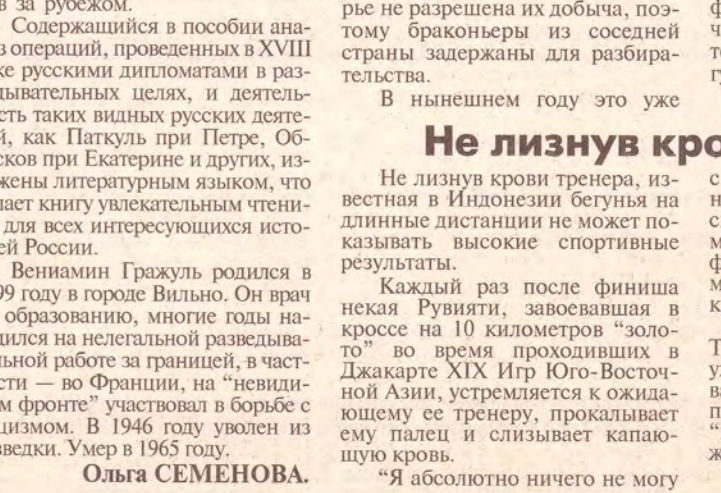 в за рубежом.
Содержащийся в пособии ана-
з операций, проведенных в XVIII
ке русскими дипломатами в раз-
дывательных целях, и деятель-
сть таких видных русских деяте-
й, как Паткуль при Петре, Об-
сков при Екатерине и других, из-
жены литературным языком, что
лает книгу увлекательным чтени-
для всех интересующихся исто-
ей России.
Вениамин Гражуль родился в
99 году в городе Вильно. Он врач
образованию, многие годы на-
дился на нелегальной разведыва-
льной работе за границей, в част-
сти — во Франции, на “невиди-
м фронте” участвовал в борьбе с
цизмом. В 1946 году уволен из
зведки. Умер в 1965 году.
Ольга СЕМЕНОВА.
рье не разрешена их добыча, поэ-
тому браконьеры из соседней
страны задержаны для разбира-
тельства.
В нынешнем году это уже
Не лизнув кро
Не лизнув крови тренера, из-
вестная в Индонезии бегунья на
длинные дистанции не может по-
казывать высокие спортивные
результаты.
Каждый раз после финиша
некая Рувияти, завоевавшая в
кроссе на 10 километров “золо-
то” во время проходивших в
Джакарте XIX Игр Юго-Восточ-
ной Азии, устремляется к ожида-
ющему ее тренеру, прокалывает
ему палец и слизывает капаю-
щую кровь.
“Я абсолютно ничего не могу